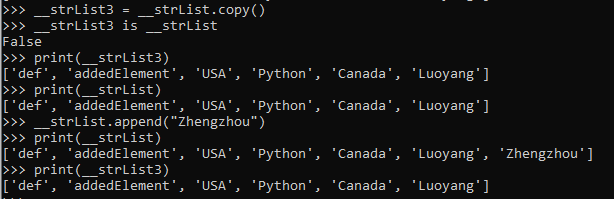 >>> __strList3 = __strList.copy()
>>> __strList3 is __strList
False
>>> print(__strList3)
['def', 'addedElement', 'USA', 'Python', 'Canada', 'Luoyang']
>>> print(__strList)
['def', 'addedElement', 'USA', 'Python', 'Canada', 'Luoyang']
>>> __strList.append("Zhengzhou")
>>> print(__strList)
['def', 'addedElement', 'USA', 'Python', 'Canada', 'Luoyang', 'Zhengzhou']
>>> print(__strList3)
['def', 'addedElement', 'USA', 'Python', 'Canada', 'Luoyang']